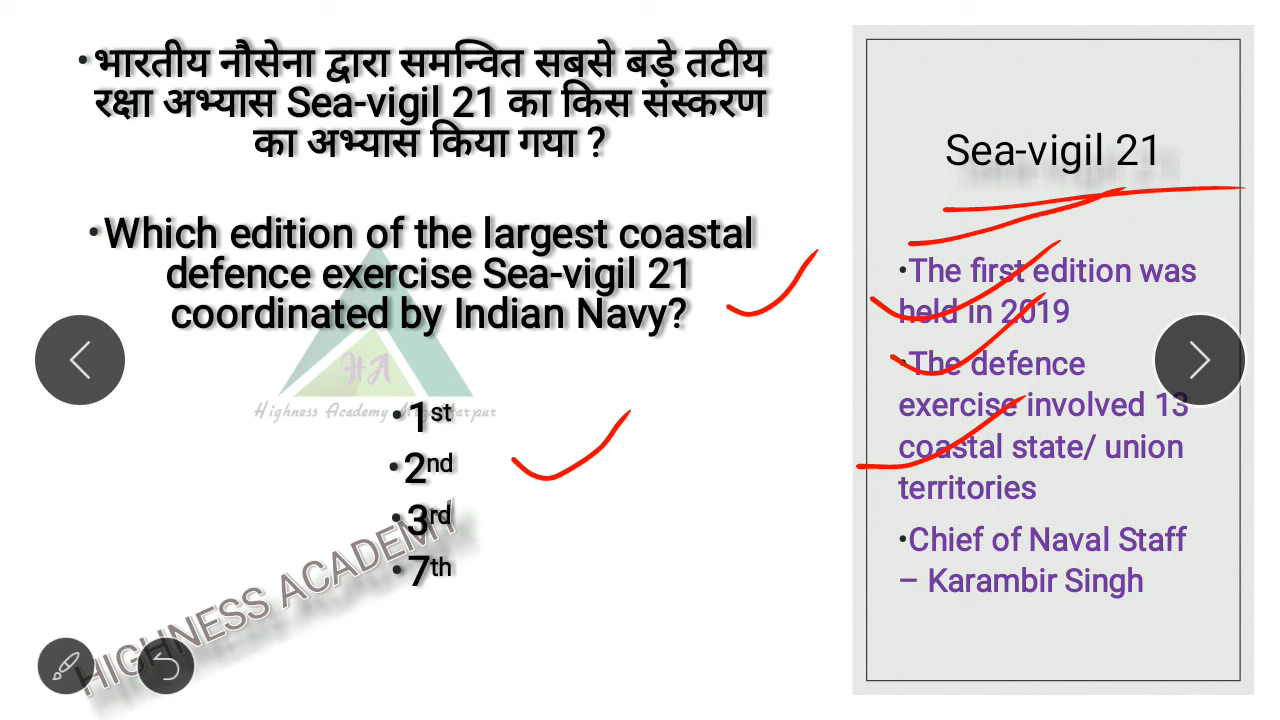 •भारतीय नौसेना द्वारा समन्वित सबसे बड़े तटीय
रक्षा अभ्यास Sea-vigil 21 का किस संस्करण
का अभ्यास किया गया ?
•Which edition of the largest coastal
defence exercise Sea-vigil 21
coordinated by Indian Navy?
HA
Highness Academy
•1st
•2nd
•3rd
•7th
HIGHNESS ACADEMY
Sea-vigil 21
•The first edition was
held in 2019
•The defence
exercise involved 13
coastal state/ union
territories
•Chief of Naval Staff
– Karambir Singh